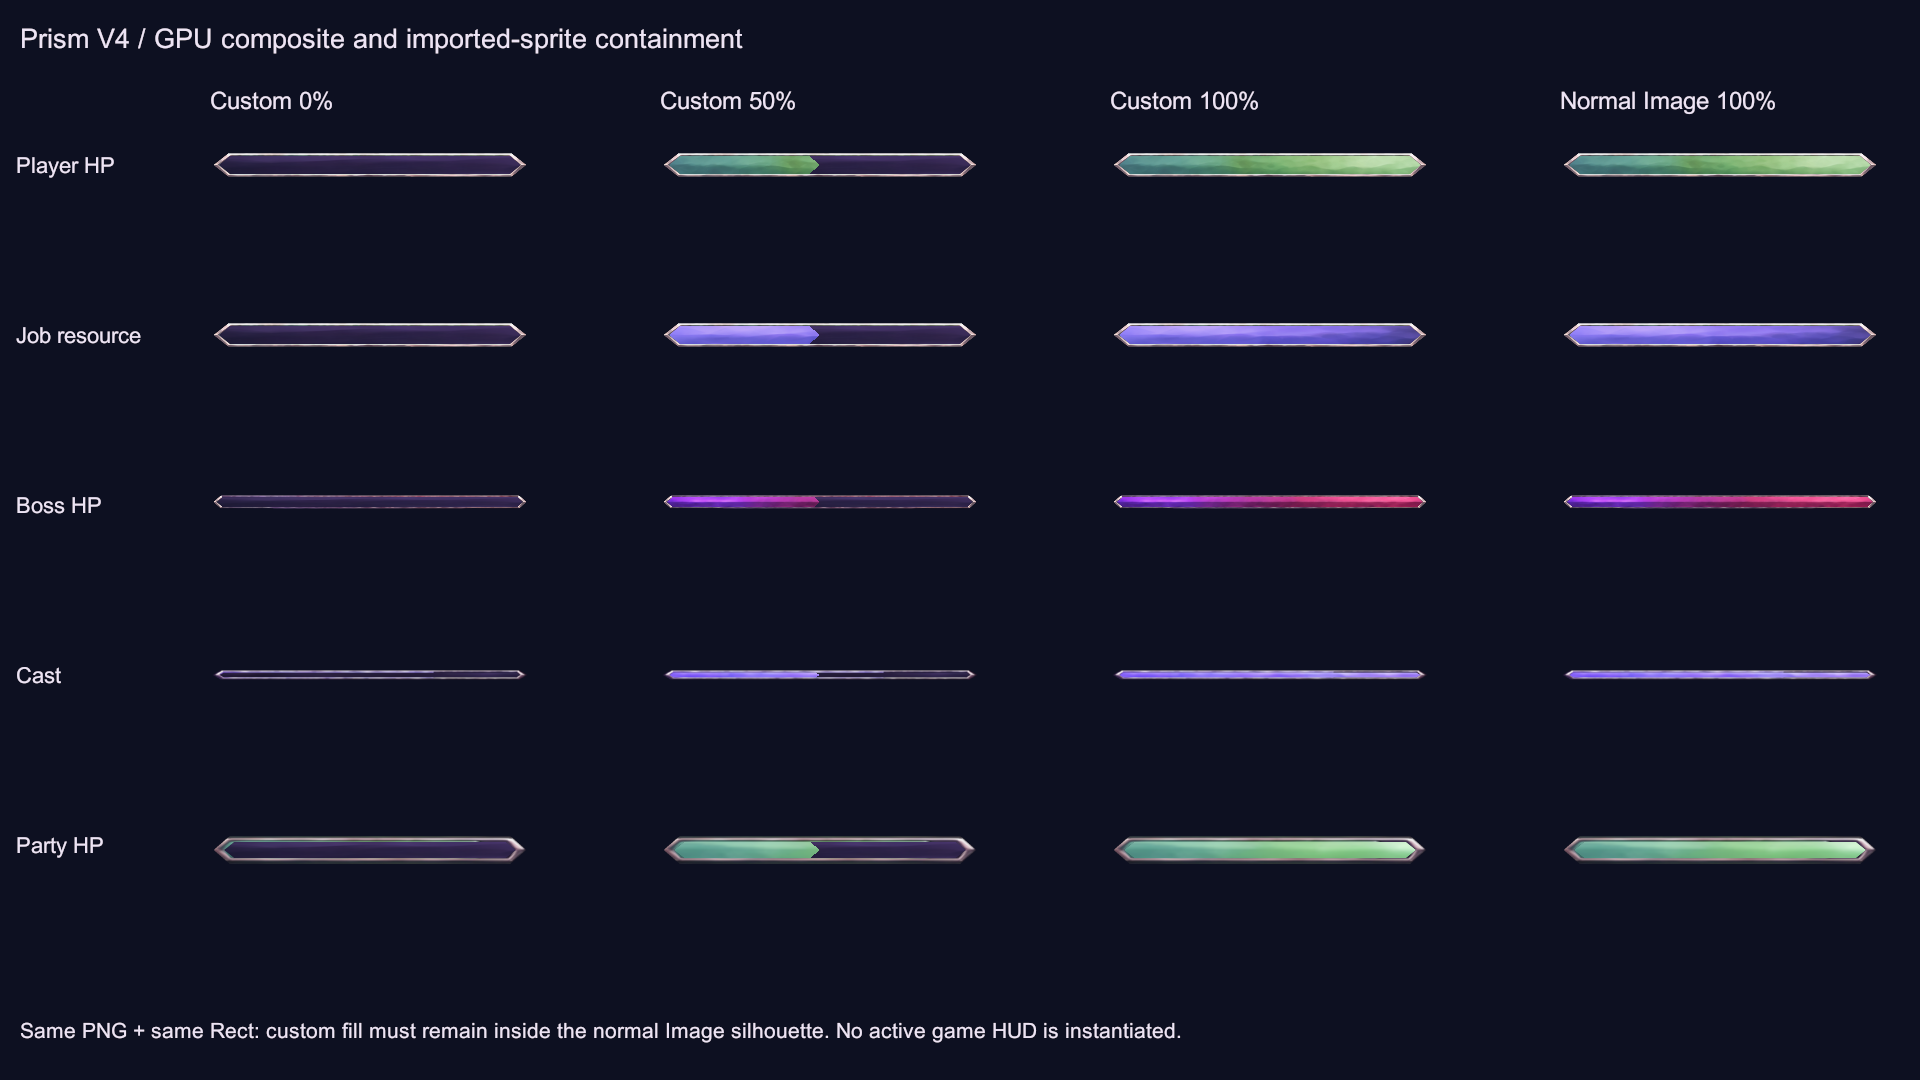 Prism V4 / GPU composite and imported-sprite containment
Custom 0%
Custom 50%
Custom 100%
Normal Image 100%
Player HP
Job resource
Boss HP
Cast
Party HP
Same PNG + same Rect: custom fill must remain inside the normal Image silhouette. No active game HUD is instantiated.